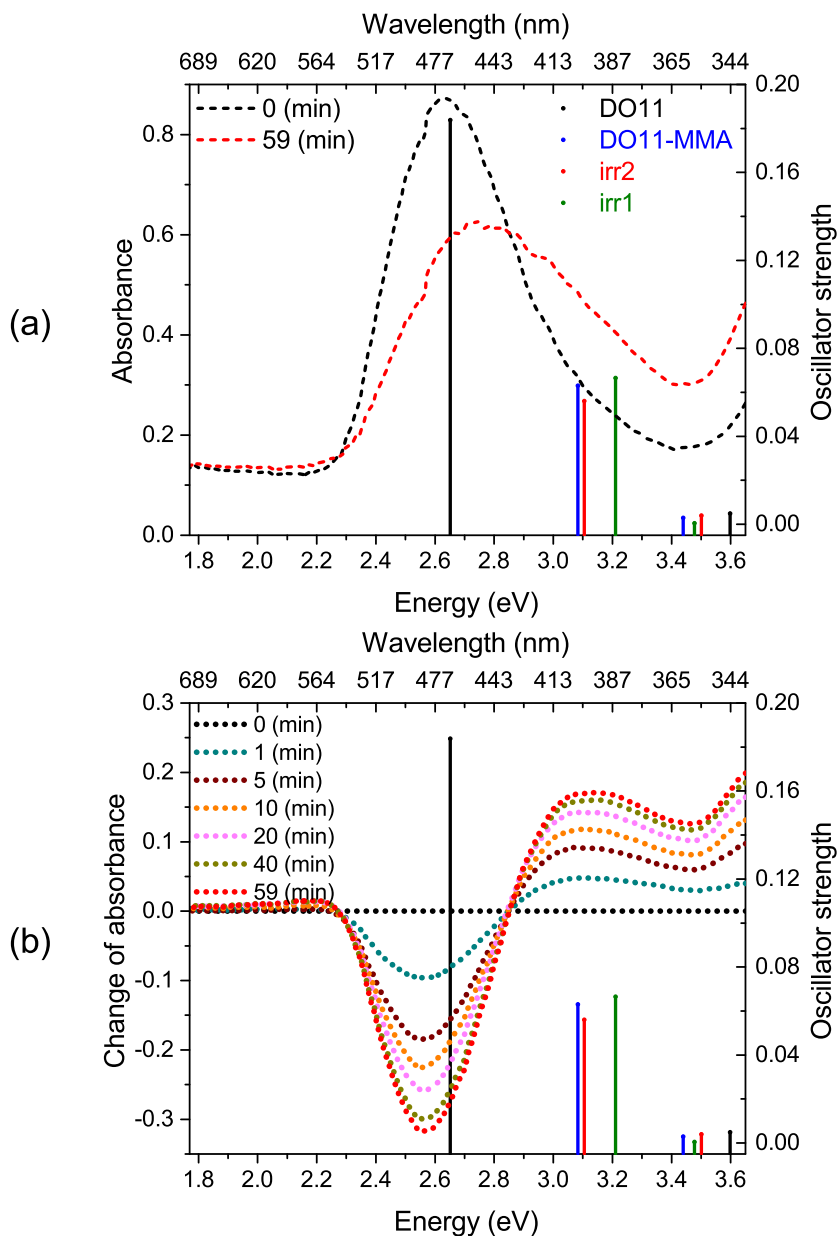 Wavelength (nm)
689 620 564 517 477 443 413 387 365 344
(a)
Absorbance
0.8
0.6
0.4
0.2
0.0
0 (min)
59 (min)
DO11
DO11-MMA
irr2
irr1
0.20
0.16
0.12
0.08
0.04
0.00
Oscillator strength
1.8 2.0 2.2 2.4 2.6 2.8 3.0 3.2 3.4 3.6
Energy (eV)
Wavelength (nm)
689 620 564 517 477 443 413 387 365 344
(b)
Change of absorbance
0.3
0.2
0.1
0.0
-0.1
-0.2
-0.3
0 (min)
1 (min)
5 (min)
10 (min)
20 (min)
40 (min)
59 (min)
0.20
0.16
0.12
0.08
0.04
0.00
Oscillator strength
1.8 2.0 2.2 2.4 2.6 2.8 3.0 3.2 3.4 3.6
Energy (eV)